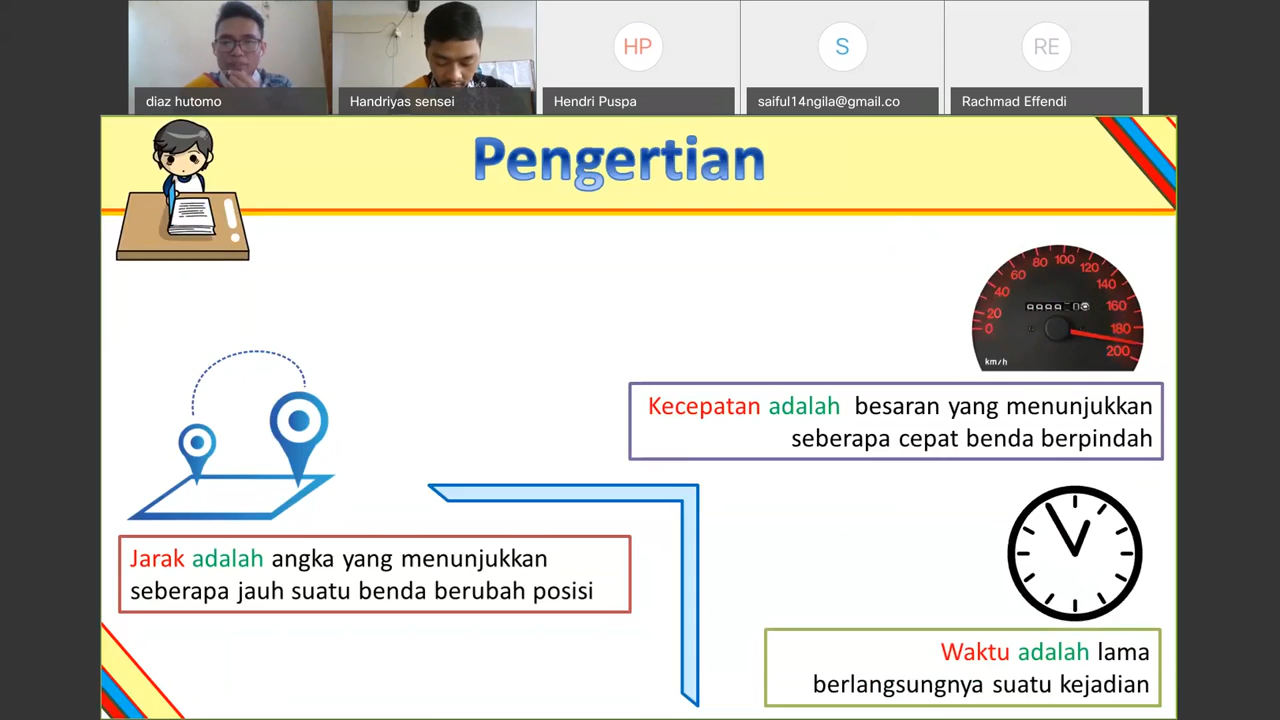 HP
S
RE
diaz hutomo
Handriyas sensei
Hendri Puspa
saiful14ngila@gmail.co
Rachmad Effendi
Pengertian
0
20
40
60
80
100
120
140
160
180
200
km/h
Kecepatan adalah besaran yang menunjukkan
seberapa cepat benda berpindah
Jarak adalah angka yang menunjukkan
seberapa jauh suatu benda berubah posisi
Waktu adalah lama
berlangsungnya suatu kejadian